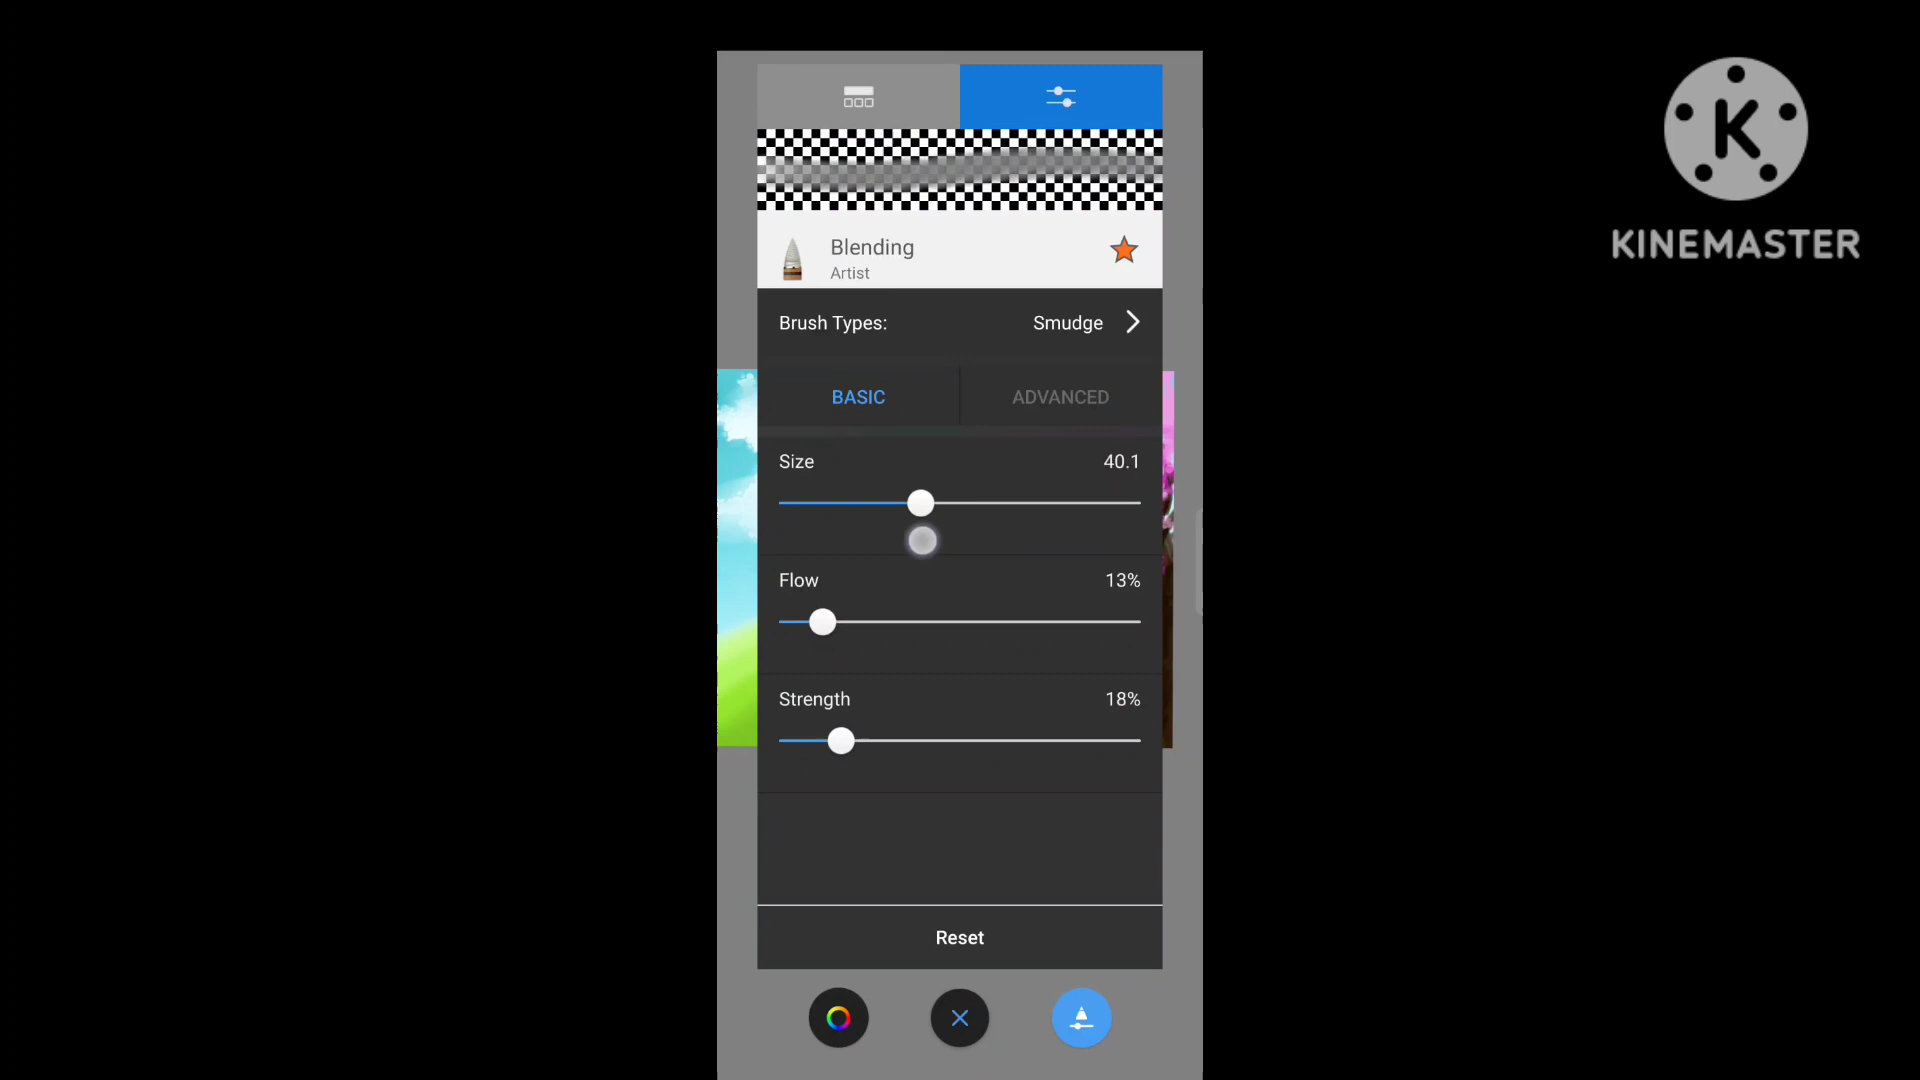 K
KINEMASTER
Blending
Artist
Brush Types: Smudge
BASIC ADVANCED
Size 40.1
Flow 13%
Strength 18%
Reset